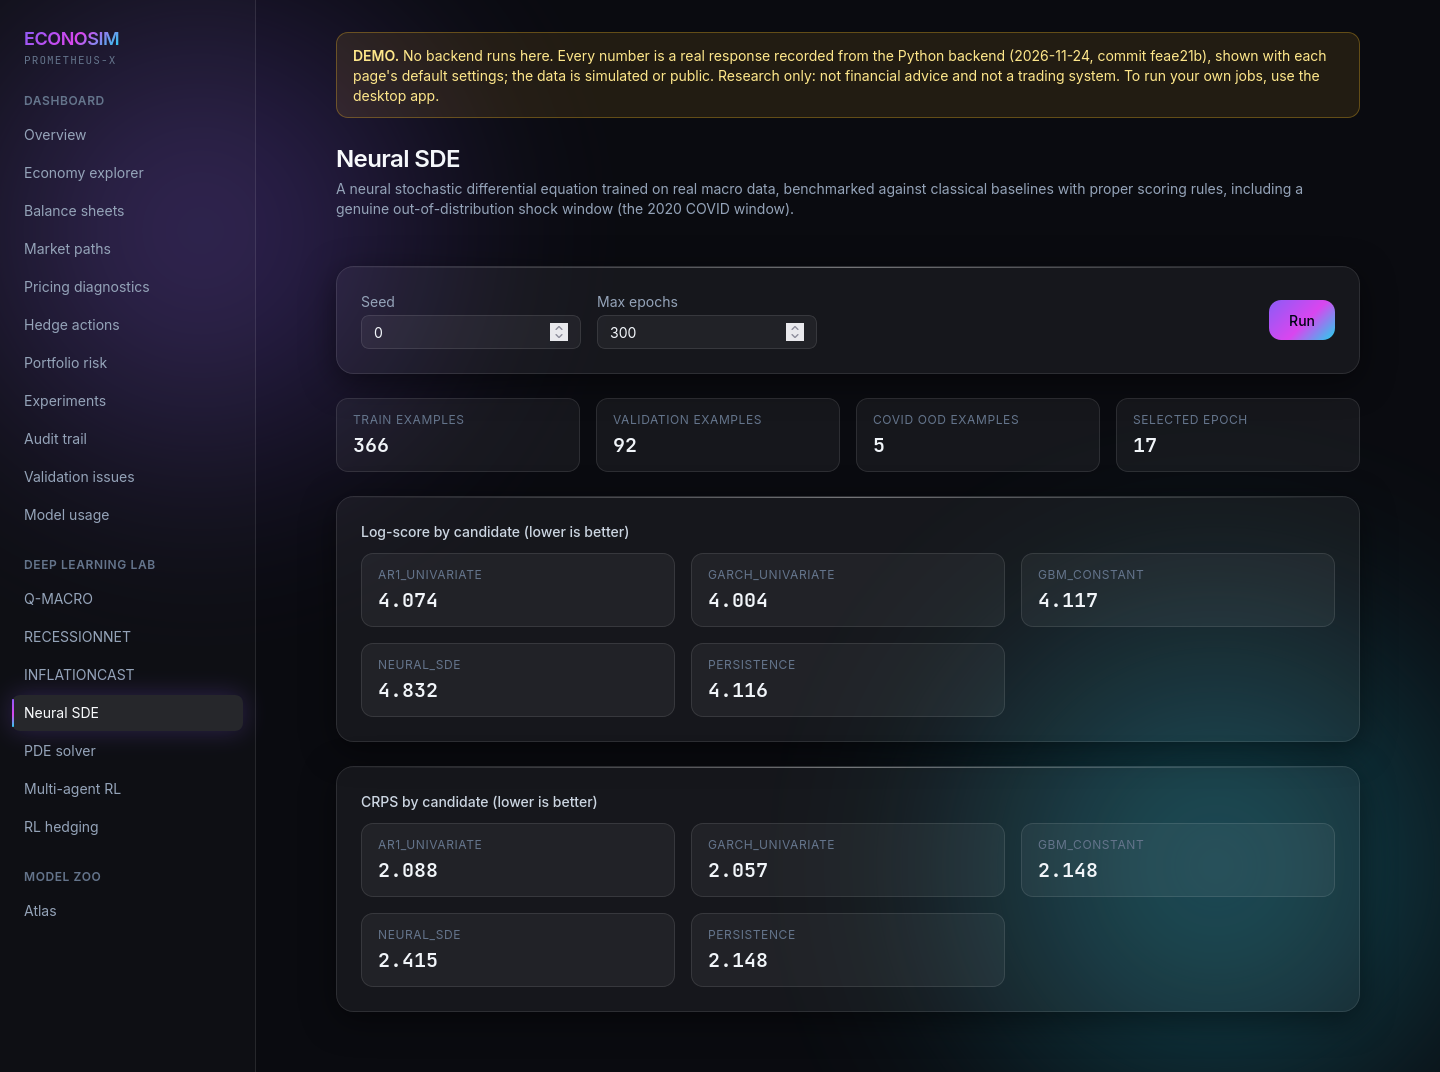 ECONOSIM
PROMETHEUS-X
DASHBOARD
Overview
Economy explorer
Balance sheets
Market paths
Pricing diagnostics
Hedge actions
Portfolio risk
Experiments
Audit trail
Validation issues
Model usage
DEEP LEARNING LAB
Q-MACRO
RECESSIONNET
INFLATIONCAST
Neural SDE
PDE solver
Multi-agent RL
RL hedging
MODEL ZOO
Atlas
DEMO. No backend runs here. Every number is a real response recorded from the Python backend (2026-11-24, commit feae21b), shown with each
page's default settings; the data is simulated or public. Research only: not financial advice and not a trading system. To run your own jobs, use the
desktop app.
Neural SDE
A neural stochastic differential equation trained on real macro data, benchmarked against classical baselines with proper scoring rules, including a
genuine out-of-distribution shock window (the 2020 COVID window).
Seed
0
Max epochs
300
Run
TRAIN EXAMPLES
366
VALIDATION EXAMPLES
92
COVID OOD EXAMPLES
5
SELECTED EPOCH
17
Log-score by candidate (lower is better)
AR1_UNIVARIATE
4.074
GARCH_UNIVARIATE
4.004
GBM_CONSTANT
4.117
NEURAL_SDE
4.832
PERSISTENCE
4.116
CRPS by candidate (lower is better)
AR1_UNIVARIATE
2.088
GARCH_UNIVARIATE
2.057
GBM_CONSTANT
2.148
NEURAL_SDE
2.415
PERSISTENCE
2.148